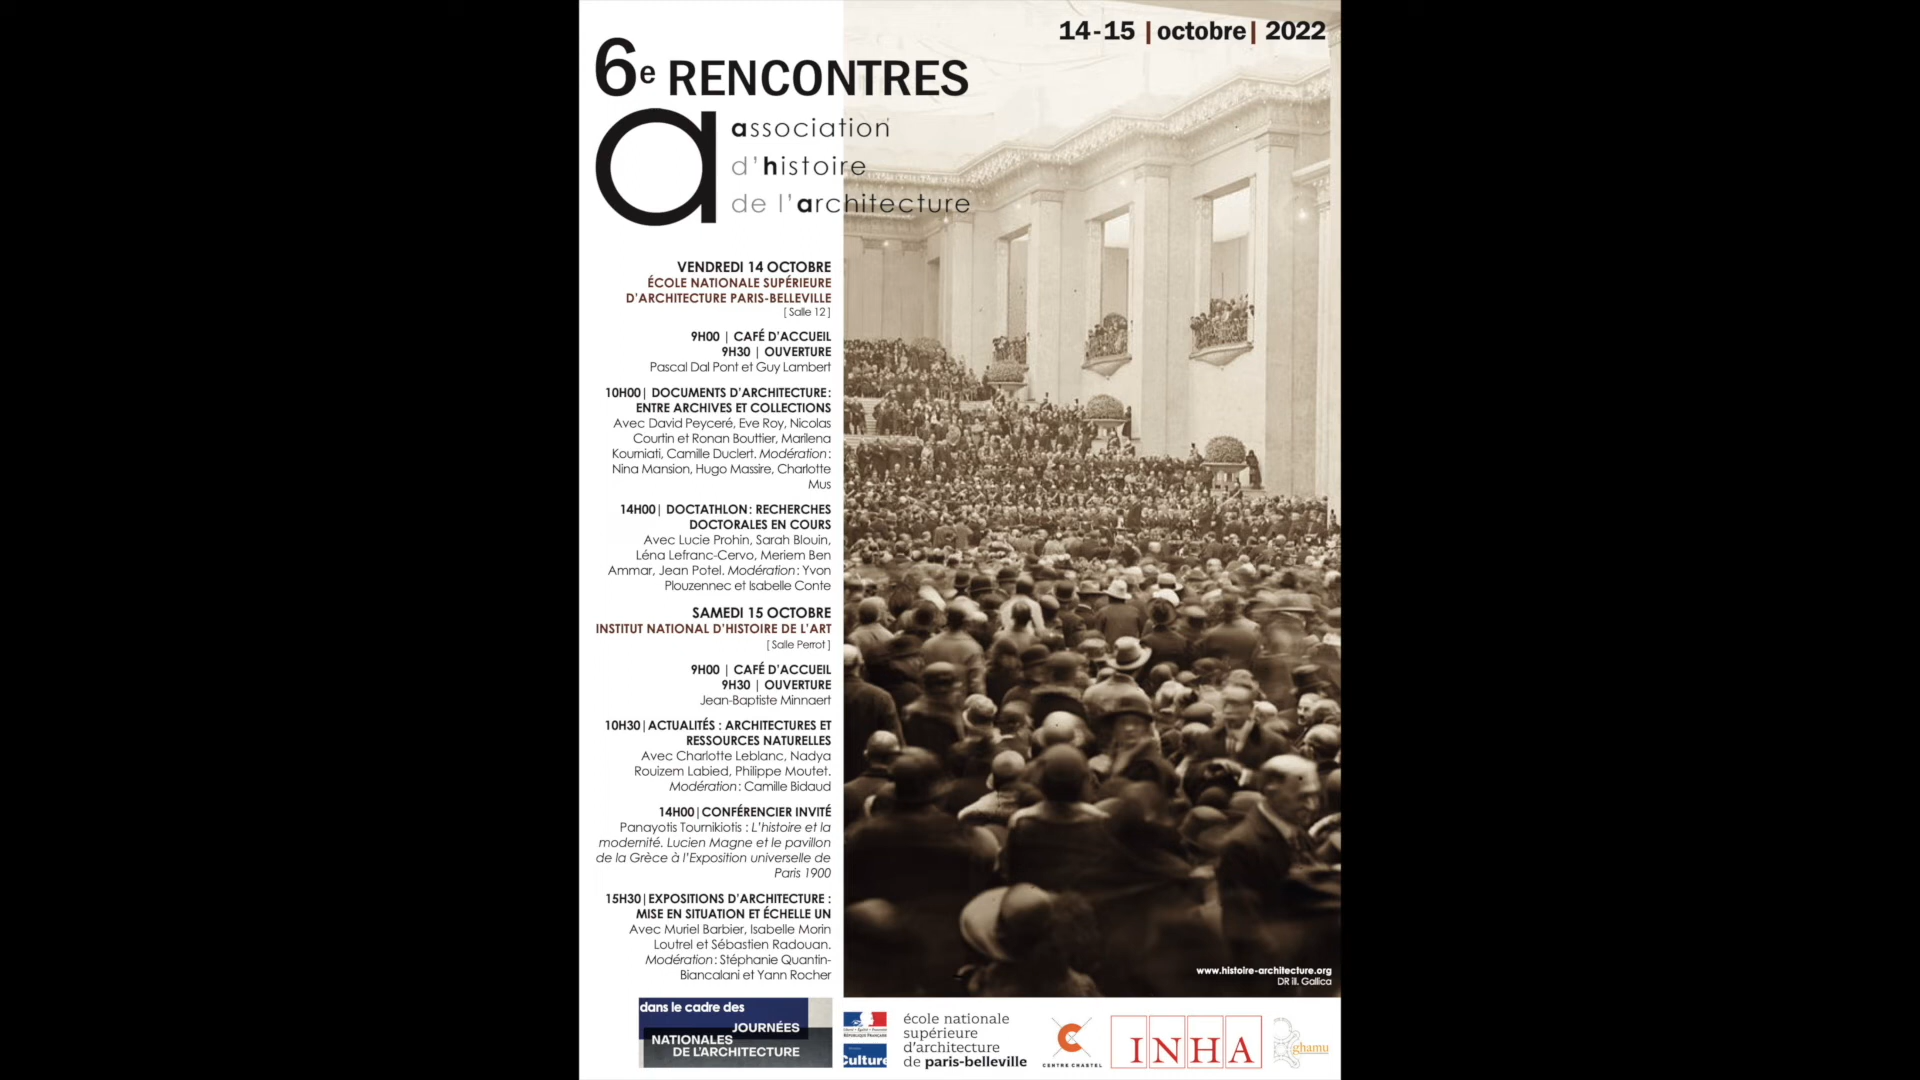 14-15 | octobre | 2022
6e RENCONTRES
a
association
d'histoire
de l'architecture
VENDREDI 14 OCTOBRE
ÉCOLE NATIONALE SUPÉRIEURE
D'ARCHITECTURE PARIS-BELLEVILLE
[ Salle 12 ]
9H00 | CAFÉ D'ACCUEIL
9H30 | OUVERTURE
Pascal Dal Pont et Guy Lambert
10H00| DOCUMENTS D'ARCHITECTURE :
ENTRE ARCHIVES ET COLLECTIONS
Avec David Peyceré, Eve Roy, Nicolas
Courtin et Ronan Bouttier, Marilena
Kourniati, Camille Duclert. Modération :
Nina Mansion, Hugo Massire, Charlotte
Mus
14H00| DOCTATHLON : RECHERCHES
DOCTORALES EN COURS
Avec Lucie Prohin, Sarah Blouin,
Léna Lefranc-Cervo, Meriem Ben
Ammar, Jean Potel. Modération : Yvon
Plouzennec et Isabelle Conte
SAMEDI 15 OCTOBRE
INSTITUT NATIONAL D'HISTOIRE DE L'ART
[ Salle Perrot ]
9H00 | CAFÉ D'ACCUEIL
9H30 | OUVERTURE
Jean-Baptiste Minnaert
10H30|ACTUALITÉS : ARCHITECTURES ET
RESSOURCES NATURELLES
Avec Charlotte Leblanc, Nadya
Rouizem Labied, Philippe Moutet.
Modération : Camille Bidaud
14H00|CONFÉRENCIER INVITÉ
Panayotis Tournikiotis : L'histoire et la
modernité. Lucien Magne et le pavillon
de la Grèce à l'Exposition universelle de
Paris 1900
15H30|EXPOSITIONS D'ARCHITECTURE :
MISE EN SITUATION ET ÉCHELLE UN
Avec Muriel Barbier, Isabelle Morin
Loutrel et Sébastien Radouan.
Modération : Stéphanie Quantin-
Biancalani et Yann Rocher
www.histoire-architecture.org
DR ill. Gallica
dans le cadre des
JOURNÉES
NATIONALES
DE L'ARCHITECTURE
RÉPUBLIQUE FRANÇAISE
Culture
école nationale
supérieure
d'architecture
de paris-belleville
CENTRE CHASTEL
INHA
ghamu